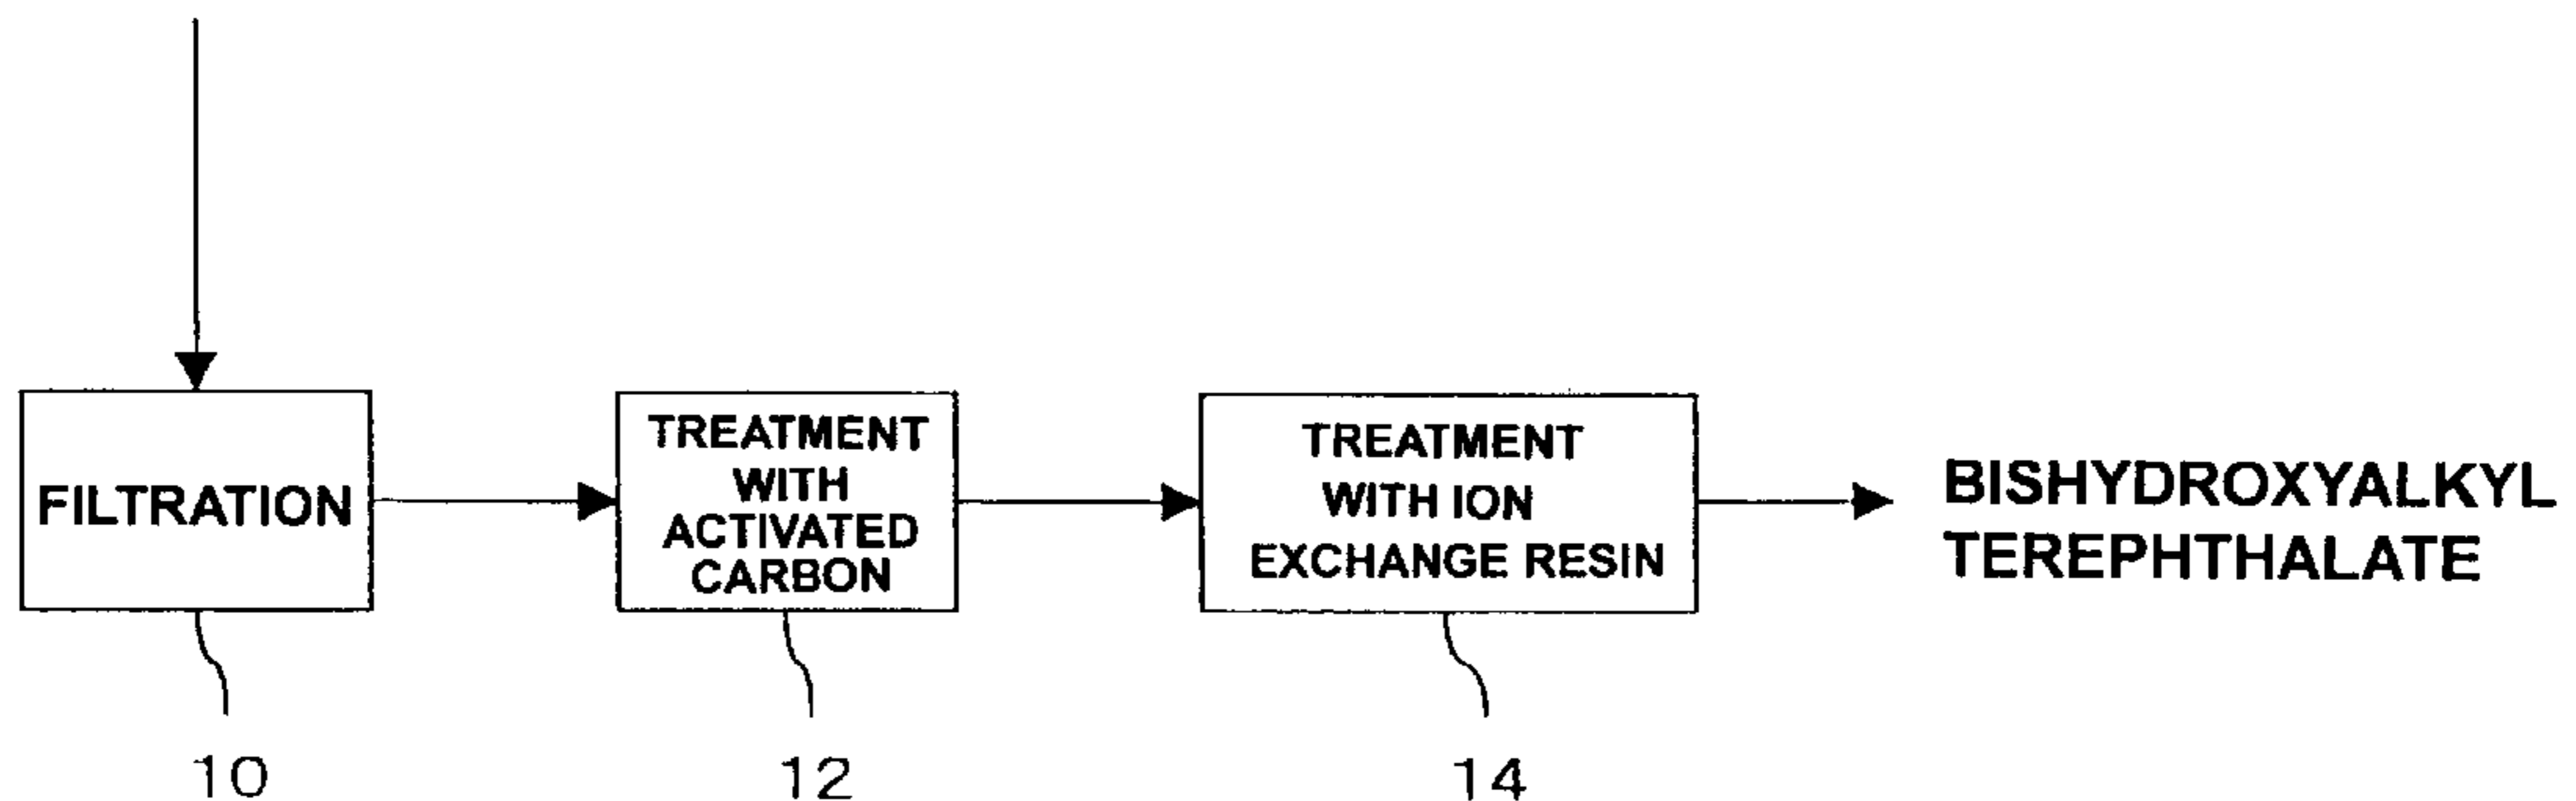 FILTRATION
TREATMENT
WITH
ACTIVATED
CARBON
TREATMENT
WITH ION
EXCHANGE RESIN
BISHYDROXYALKYL
TEREPHTHALATE
10
12
14